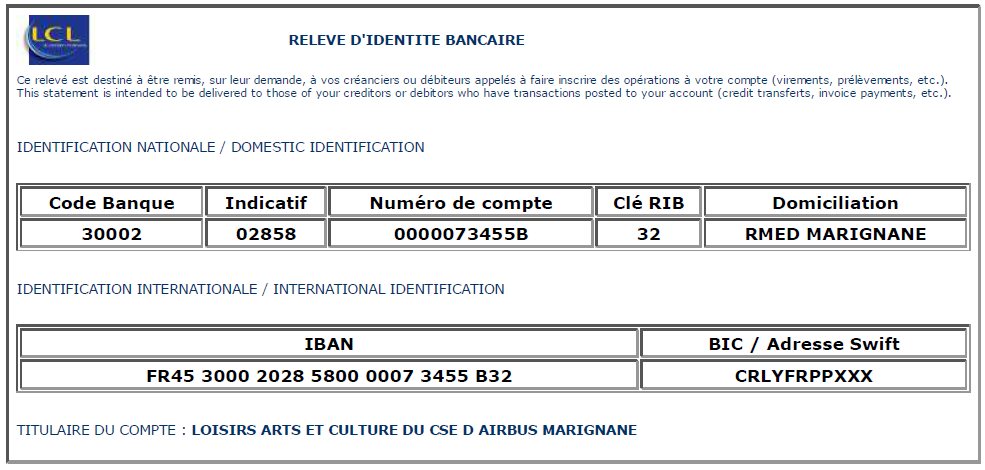 LCL
RELEVE D'IDENTITE BANCAIRE
Ce relevé est destiné à être remis, sur leur demande, à vos créanciers ou débiteurs appelés à faire inscrire des opérations à votre compte (virements, prélèvements, etc.).
This statement is intended to be delivered to those of your creditors or debitors who have transactions posted to your account (credit transferts, invoice payments, etc.).
IDENTIFICATION NATIONALE / DOMESTIC IDENTIFICATION
Code Banque Indicatif Numéro de compte Clé RIB Domiciliation
30002 02858 0000073455B 32 RMED MARIGNANE
IDENTIFICATION INTERNATIONALE / INTERNATIONAL IDENTIFICATION
IBAN BIC / Adresse Swift
FR45 3000 2028 5800 0007 3455 B32 CRLYFRPPXXX
TITULAIRE DU COMPTE : LOISIRS ARTS ET CULTURE DU CSE D AIRBUS MARIGNANE